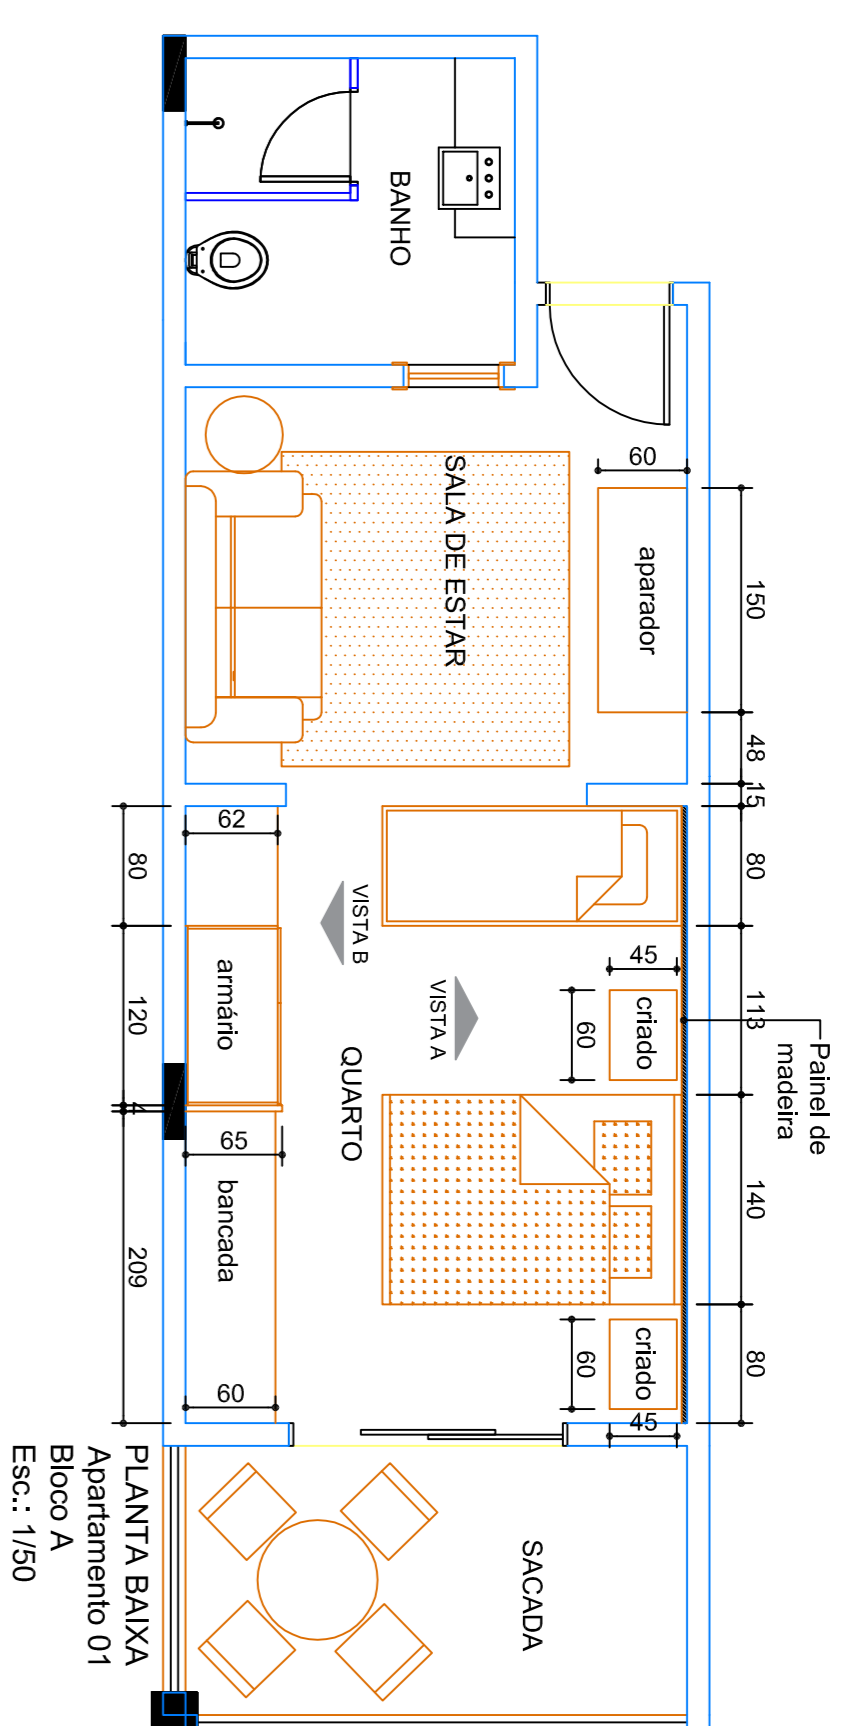 BANHO
SALA DE ESTAR
60
aparador
150
48
15
62
80
VISTA B
VISTA A
80
45
criado
60
113
Painel de
madeira
armário
120
QUARTO
4
65
bancada
140
209
60
criado
60
45
80
SACADA
PLANTA BAIXA
Apartamento 01
Bloco A
Esc.: 1/50